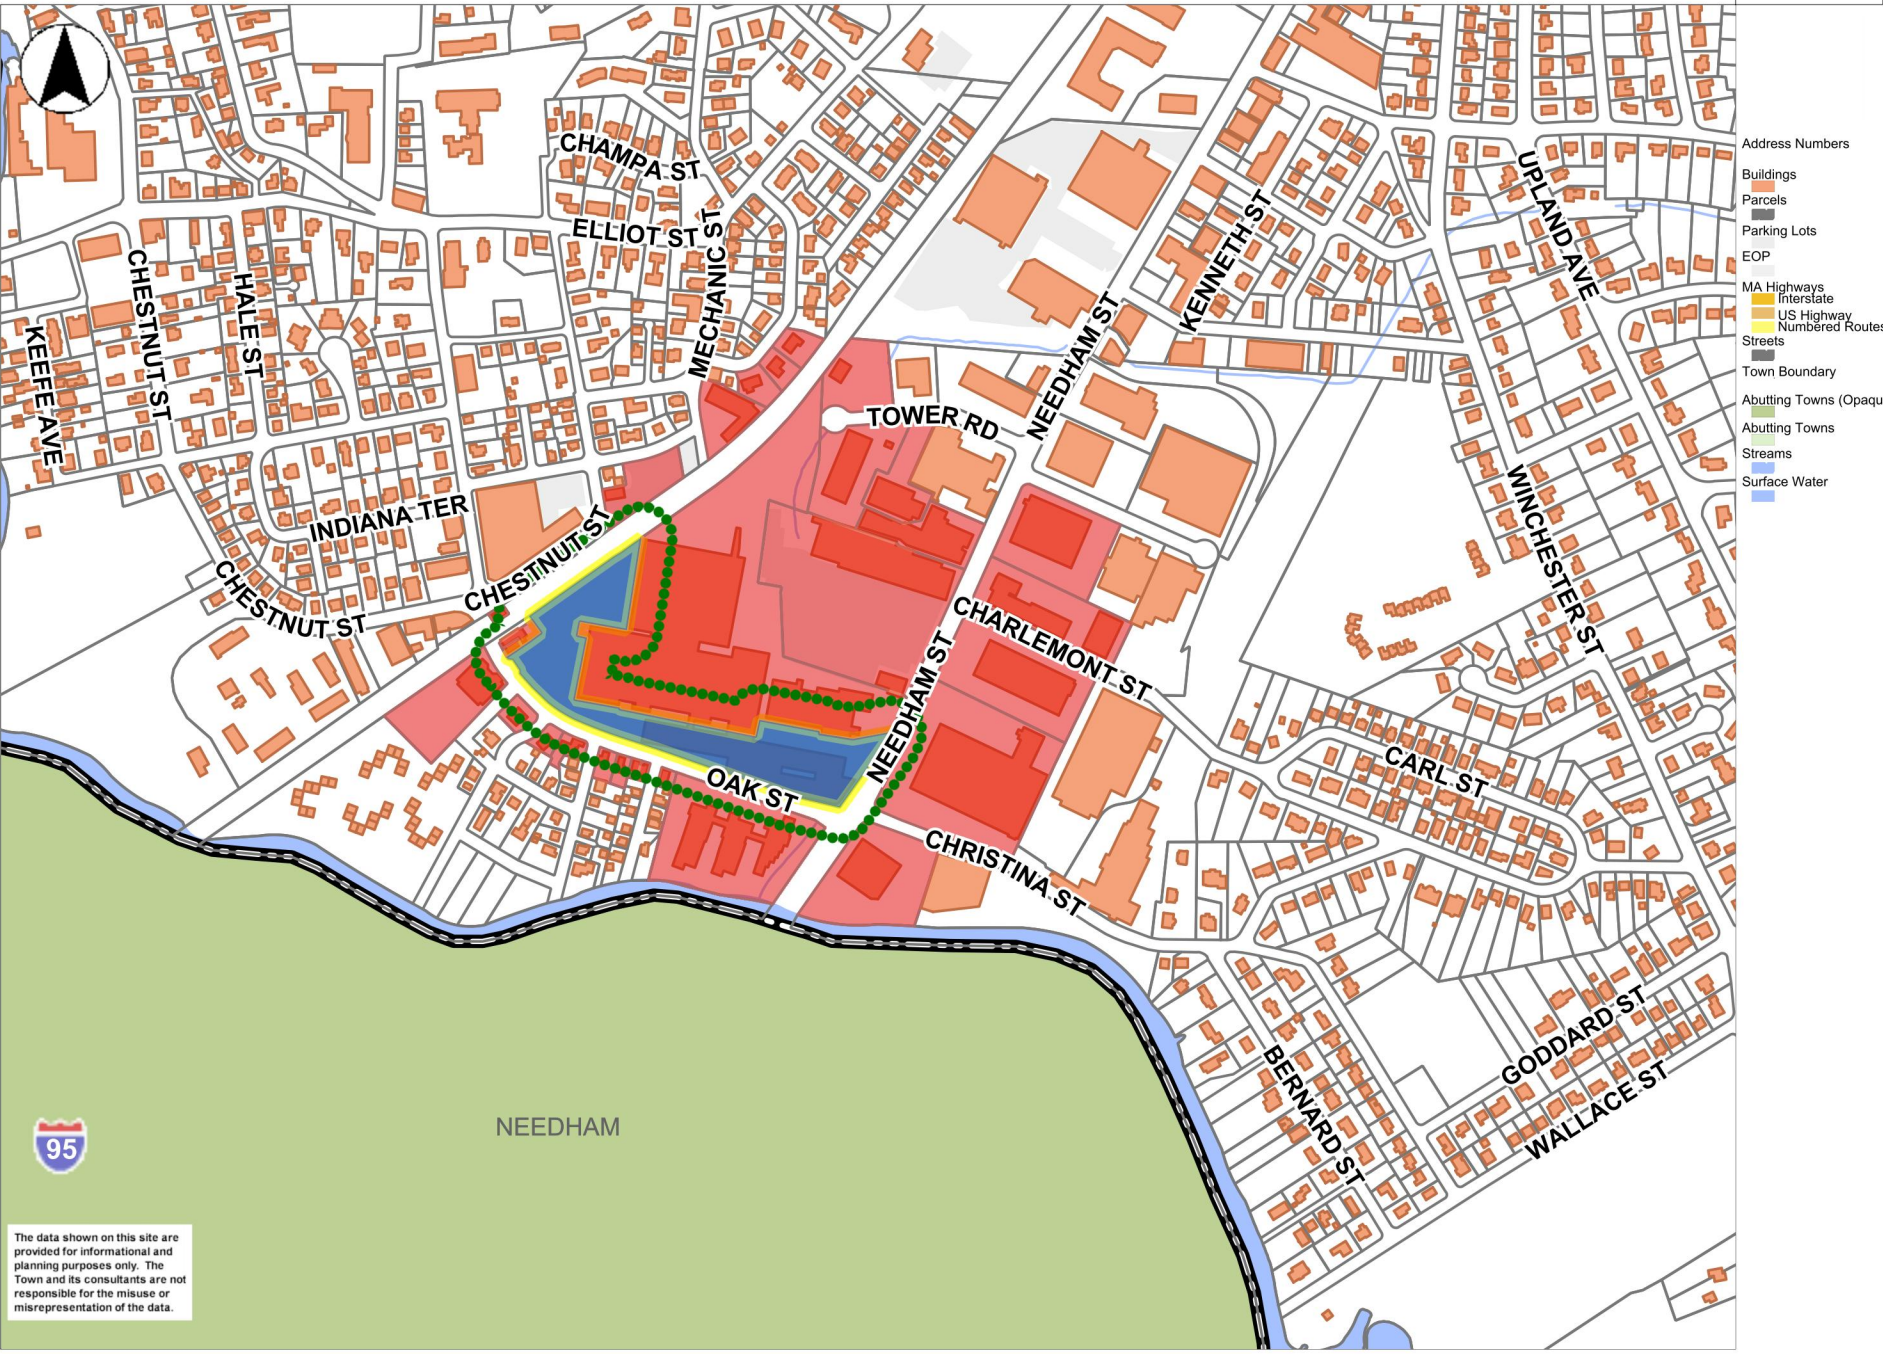 CHAMPA ST
ELLIOT ST
MECHANIC ST
CHESTNUT ST
HALE ST
KEEFE AVE
INDIANA TER
CHESTNUT ST
CHESTNUT ST
TOWER RD
NEEDHAM ST
KENNETH ST
UPLAND AVE
WINCHESTER ST
CHARLEMONT ST
NEEDHAM ST
OAK ST
CHRISTINA ST
CARL ST
GODDARD ST
WALLACE ST
BERNARD ST
NEEDHAM
95
The data shown on this site are
provided for informational and
planning purposes only. The
Town and its consultants are not
responsible for the misuse or
misrepresentation of the data.
Address Numbers
Buildings
Parcels
Parking Lots
EOP
MA Highways
Interstate
US Highway
Numbered Routes
Streets
Town Boundary
Abutting Towns (Opaqu
Abutting Towns
Streams
Surface Water